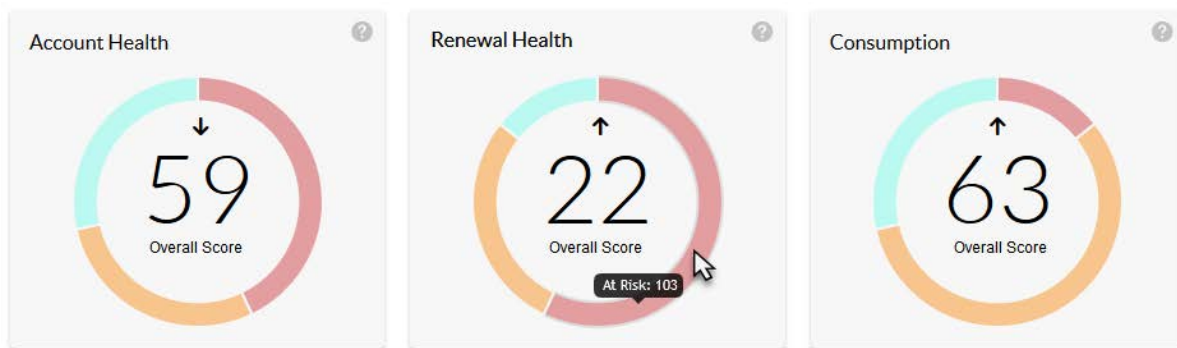 Account Health
?
↓
59
Overall Score
Renewal Health
?
↑
22
Overall Score
At Risk: 103
Consumption
?
↑
63
Overall Score